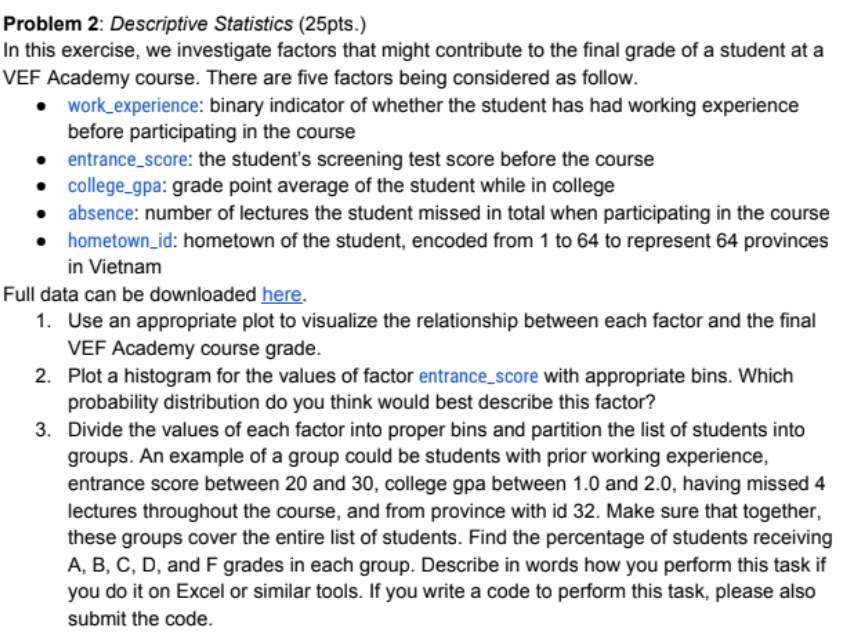 Problem 2: Descriptive Statistics (25pts.)
In this exercise, we investigate factors that might contribute to the final grade of a student at a
VEF Academy course. There are five factors being considered as follow.
● work_experience: binary indicator of whether the student has had working experience
before participating in the course
● entrance_score: the student's screening test score before the course
● college_gpa: grade point average of the student while in college
● absence: number of lectures the student missed in total when participating in the course
● hometown_id: hometown of the student, encoded from 1 to 64 to represent 64 provinces
in Vietnam
Full data can be downloaded here.
1. Use an appropriate plot to visualize the relationship between each factor and the final
VEF Academy course grade.
2. Plot a histogram for the values of factor entrance_score with appropriate bins. Which
probability distribution do you think would best describe this factor?
3. Divide the values of each factor into proper bins and partition the list of students into
groups. An example of a group could be students with prior working experience,
entrance score between 20 and 30, college gpa between 1.0 and 2.0, having missed 4
lectures throughout the course, and from province with id 32. Make sure that together,
these groups cover the entire list of students. Find the percentage of students receiving
A, B, C, D, and F grades in each group. Describe in words how you perform this task if
you do it on Excel or similar tools. If you write a code to perform this task, please also
submit the code.